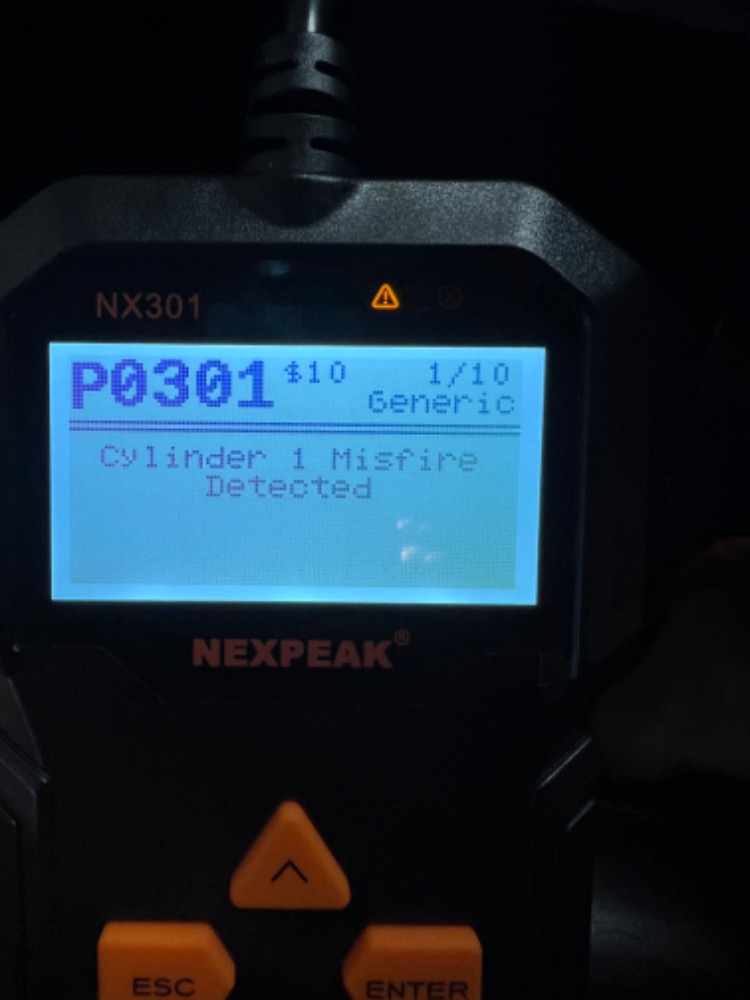 NX301
P0301 $10 1/10
Generic
Cylinder 1 Misfire
Detected
NEXPEAK®
ESC ENTER